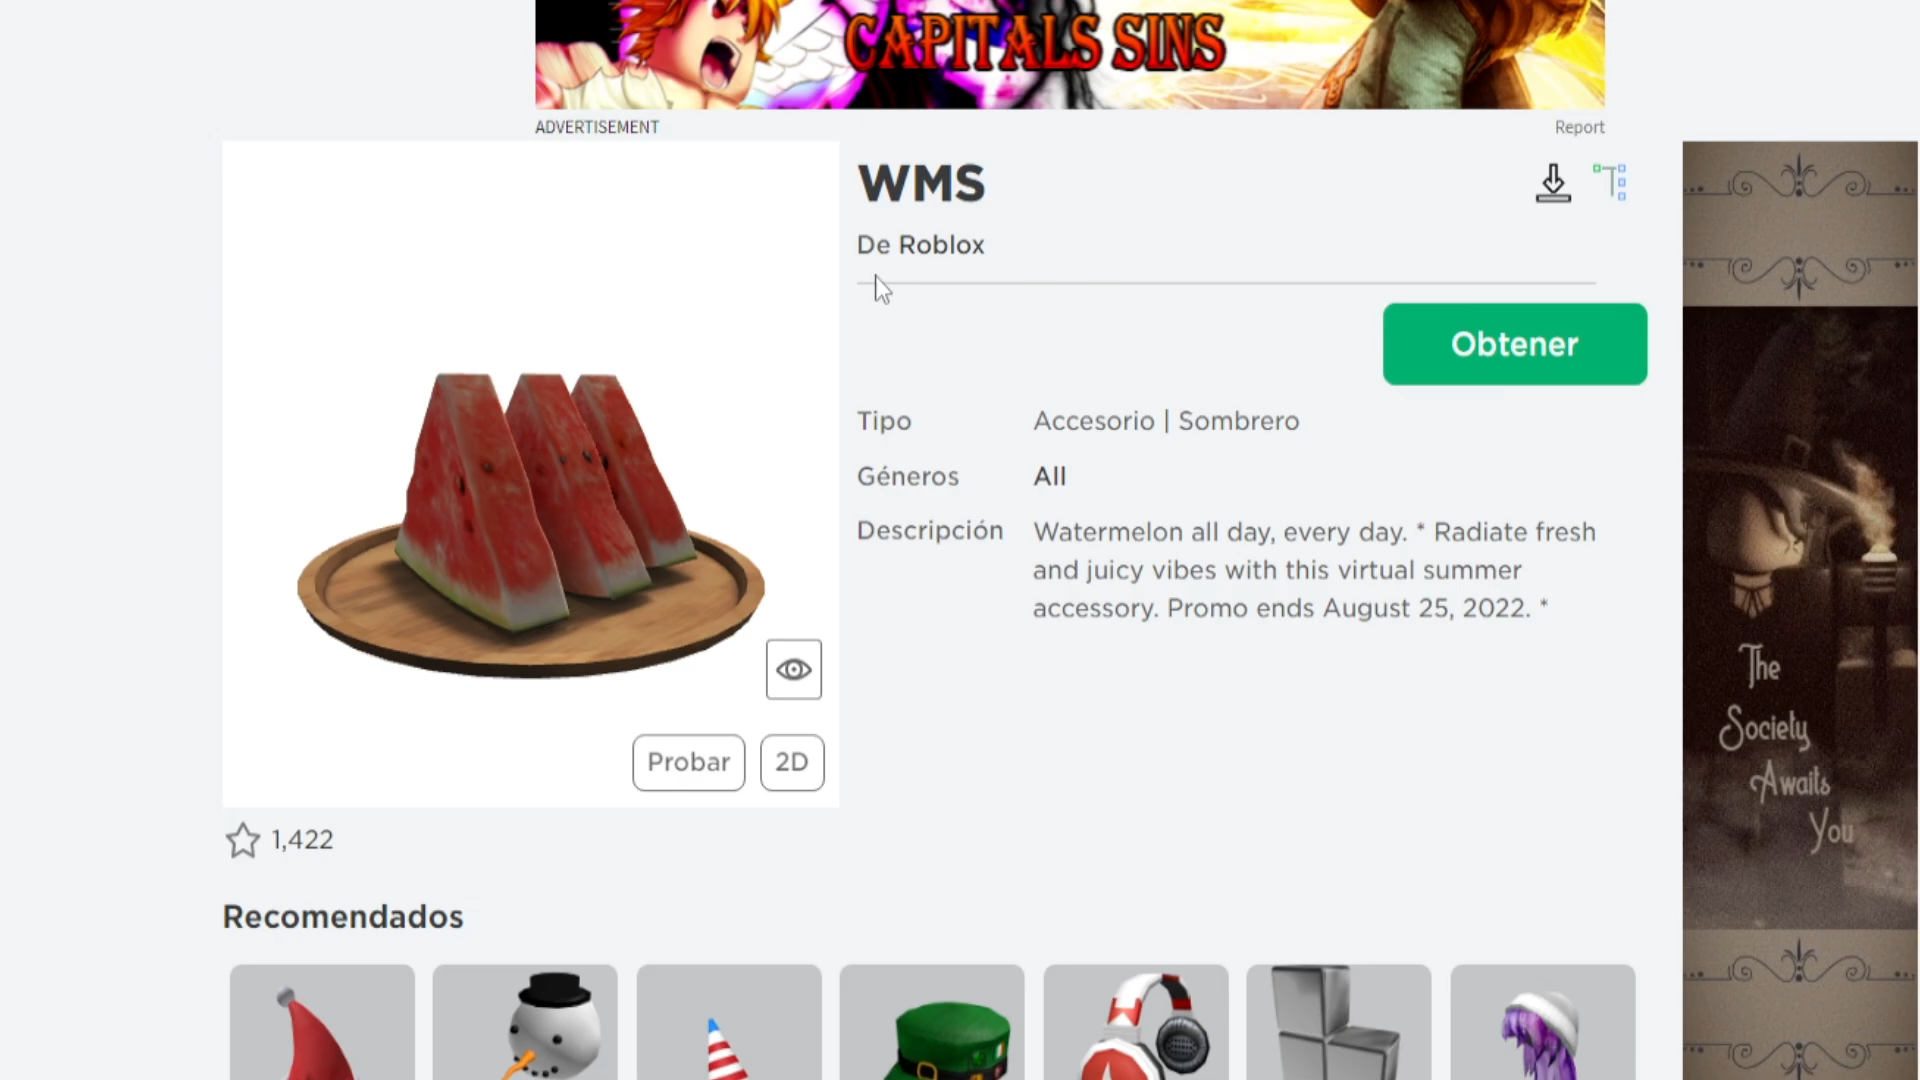 CAPITALS SINS
ADVERTISEMENT
Report
WMS
De Roblox
Obtener
Tipo
Accesorio | Sombrero
Géneros
All
Descripción
Watermelon all day, every day. * Radiate fresh
and juicy vibes with this virtual summer
accessory. Promo ends August 25, 2022. *
Probar
2D
1,422
Recomendados
The
Society
Awaits
You